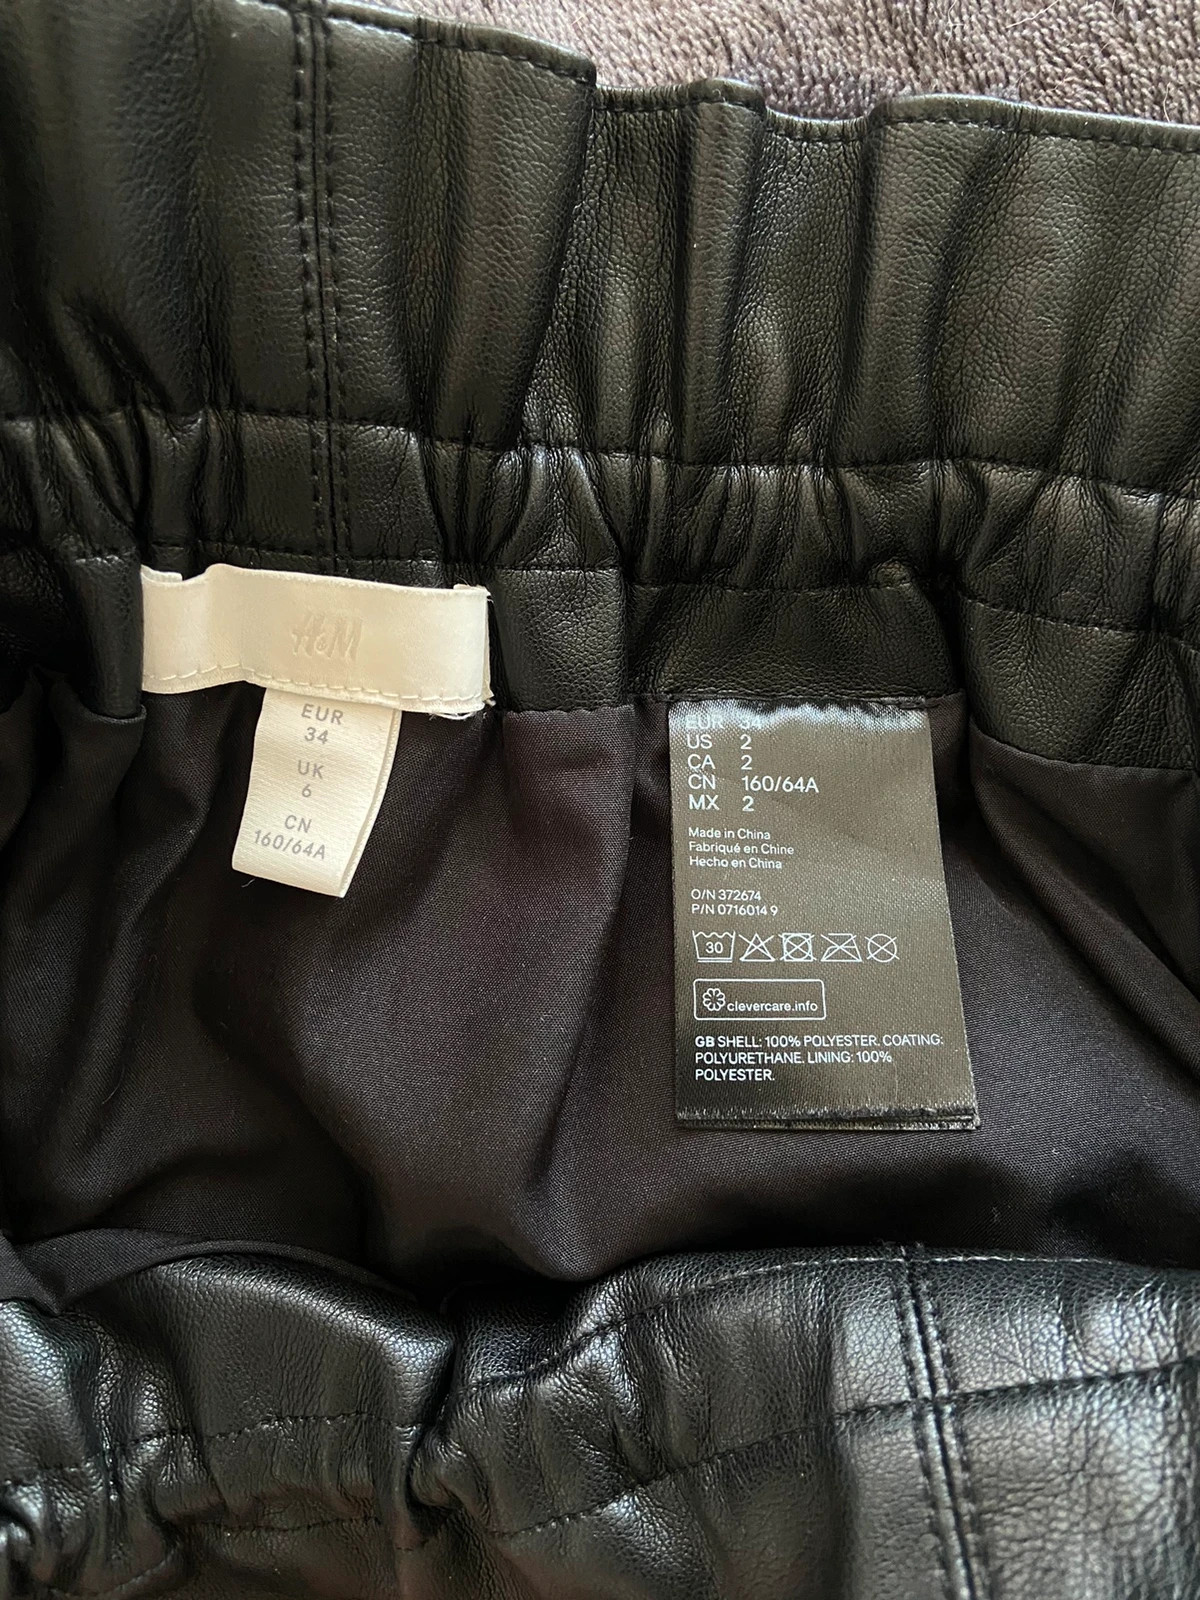 H&M
EUR
34
UK
6
CN
160/64A
EUR 34
US 2
CA 2
CN 160/64A
MX 2
Made in China
Fabriqué en Chine
Hecho en China
O/N 372674
P/N 0716014 9
30
clevercare.info
GB SHELL: 100% POLYESTER. COATING:
POLYURETHANE. LINING: 100%
POLYESTER.